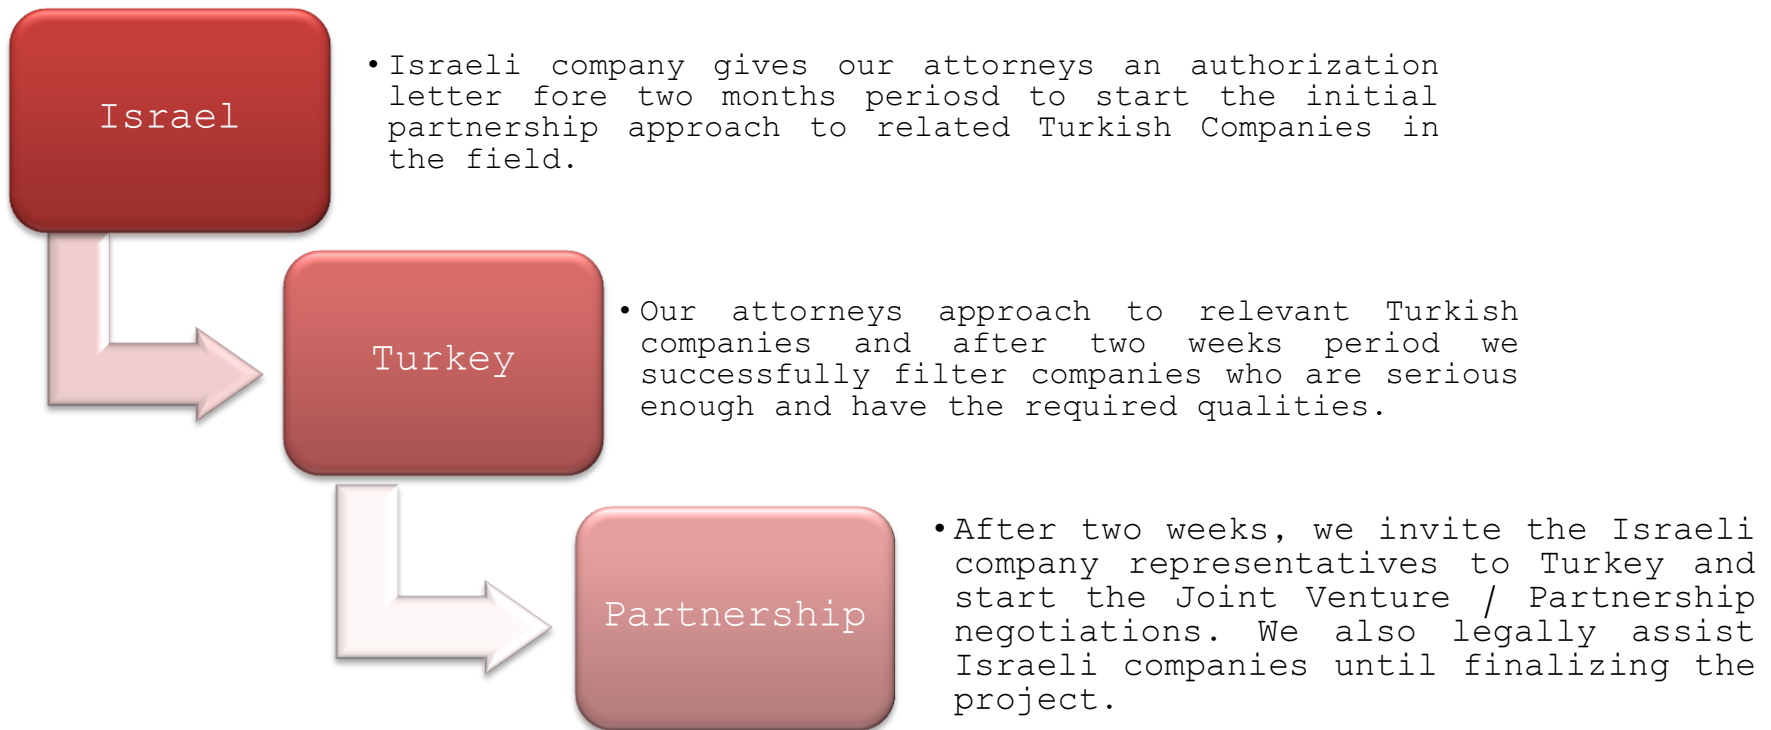 Israel
• Israeli company gives our attorneys an authorization
letter fore two months periosd to start the initial
partnership approach to related Turkish Companies in
the field.
Turkey
• Our attorneys approach to relevant Turkish
companies and after two weeks period we
successfully filter companies who are serious
enough and have the required qualities.
Partnership
• After two weeks, we invite the Israeli
company representatives to Turkey and
start the Joint Venture / Partnership
negotiations. We also legally assist
Israeli companies until finalizing the
project.